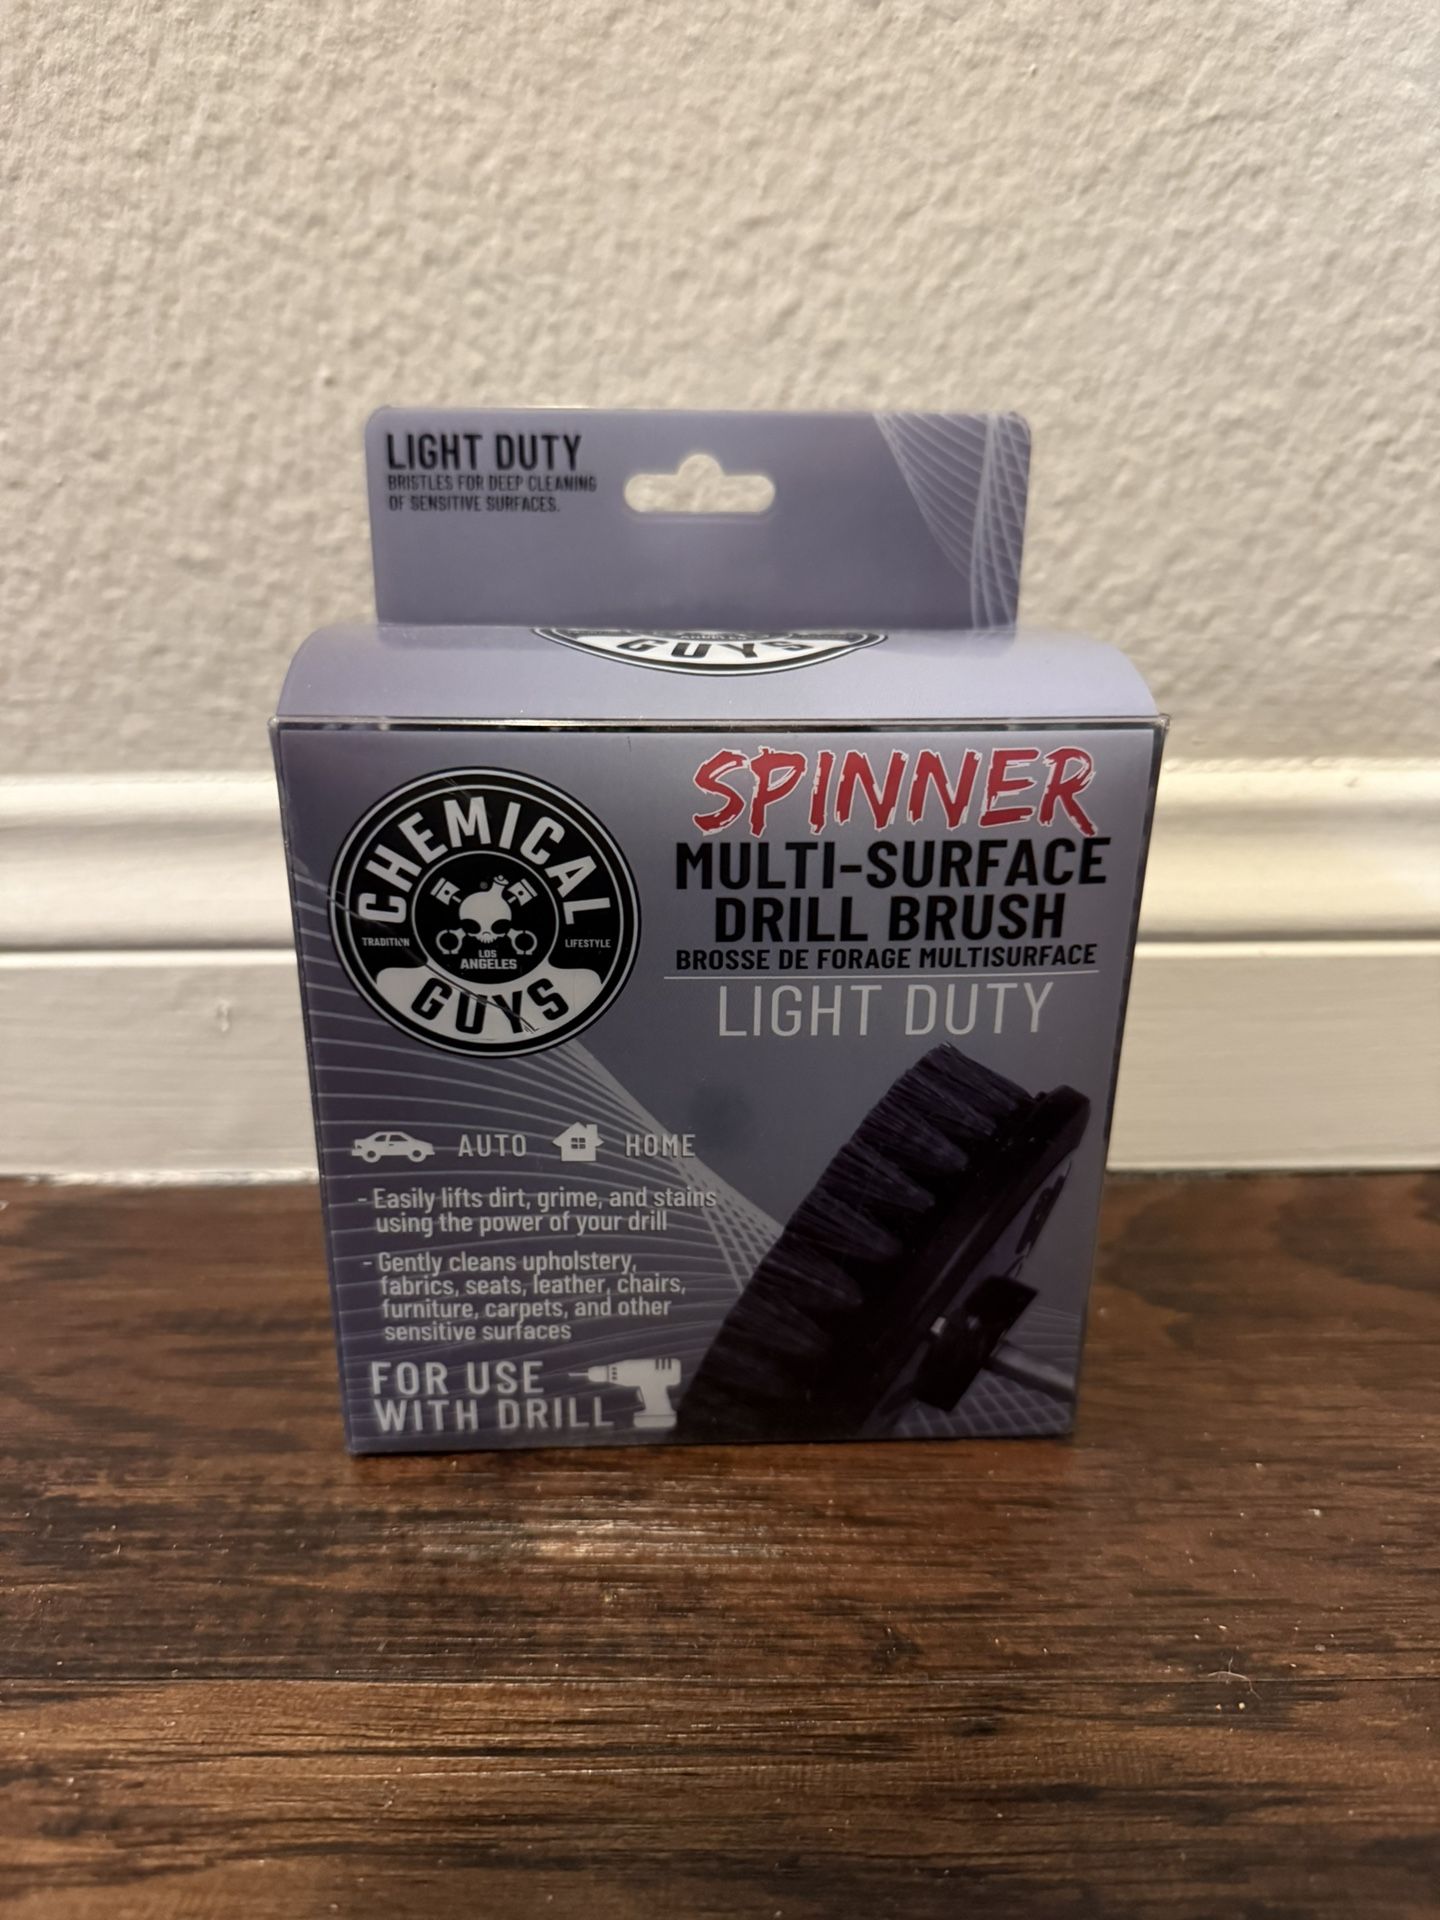 LIGHT DUTY
BRISTLES FOR DEEP CLEANING
OF SENSITIVE SURFACES.
GUYS
CHEMICAL
TRADITION
LIFESTYLE
LOS
ANGELES
GUYS
SPINNER
MULTI-SURFACE
DRILL BRUSH
BROSSE DE FORAGE MULTISURFACE
LIGHT DUTY
AUTO HOME
- Easily lifts dirt, grime, and stains
using the power of your drill
- Gently cleans upholstery,
fabrics, seats, leather, chairs,
furniture, carpets, and other
sensitive surfaces
FOR USE
WITH DRILL